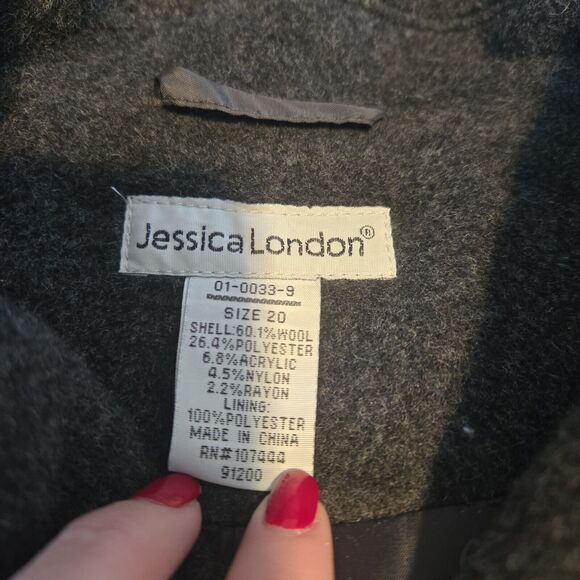 Jessica London®
01-0033-9
SIZE 20
SHELL:60.1%WOOL
26.4%POLYESTER
6.8%ACRYLIC
4.5%NYLON
2.2%RAYON
LINING:
100%POLYESTER
MADE IN CHINA
RN#107444
91200